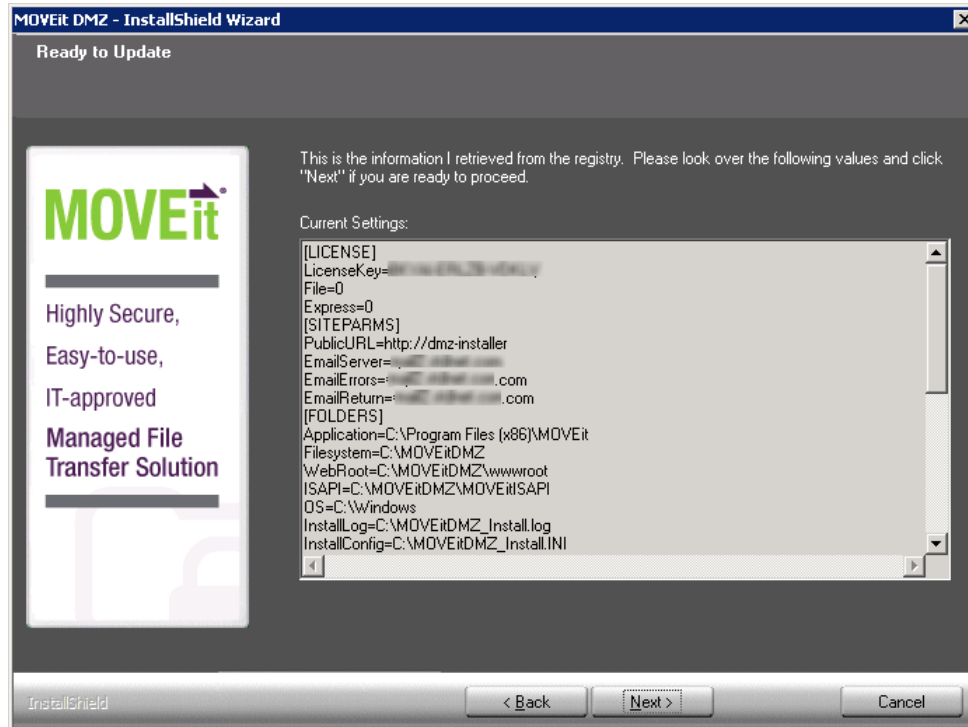 MOVEit DMZ - InstallShield Wizard
Ready to Update
This is the information I retrieved from the registry. Please look over the following values and click
"Next" if you are ready to proceed.
MOVEit
Current Settings:
[LICENSE]
LicenseKey=
File=0
Express=0
[SITEPARMS]
PublicURL=http://dmz-installer
EmailServer=
EmailErrors= .com
EmailReturn= .com
[FOLDERS]
Application=C:\Program Files (x86)\MOVEit
Filesystem=C:\MOVEitDMZ
WebRoot=C:\MOVEitDMZ\wwwroot
ISAPI=C:\MOVEitDMZ\MOVEitISAPI
OS=C:\Windows
InstallLog=C:\MOVEitDMZ_Install.log
InstallConfig=C:\MOVEitDMZ_Install.INI
Highly Secure,
Easy-to-use,
IT-approved
Managed File
Transfer Solution
InstallShield
< Back
Next >
Cancel